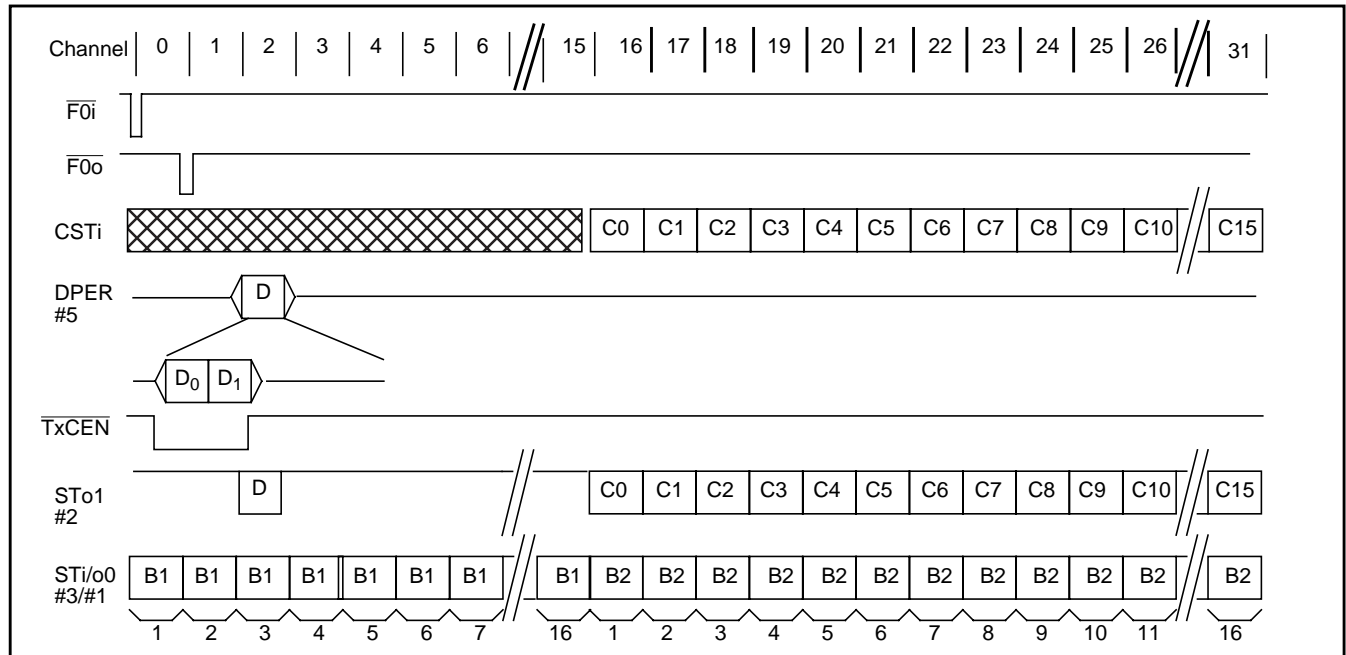 Channel 0 1 2 3 4 5 6 15 16 17 18 19 20 21 22 23 24 25 26 31
F0i
F0o
CSTi C0 C1 C2 C3 C4 C5 C6 C7 C8 C9 C10 C15
DPER D
#5
D0 D1
TxCEN
STo1 D C0 C1 C2 C3 C4 C5 C6 C7 C8 C9 C10 C15
#2
STi/o0 B1 B1 B1 B1 B1 B1 B1 B1 B2 B2 B2 B2 B2 B2 B2 B2 B2 B2 B2 B2
#3/#1
1 2 3 4 5 6 7 16 1 2 3 4 5 6 7 8 9 10 11 16